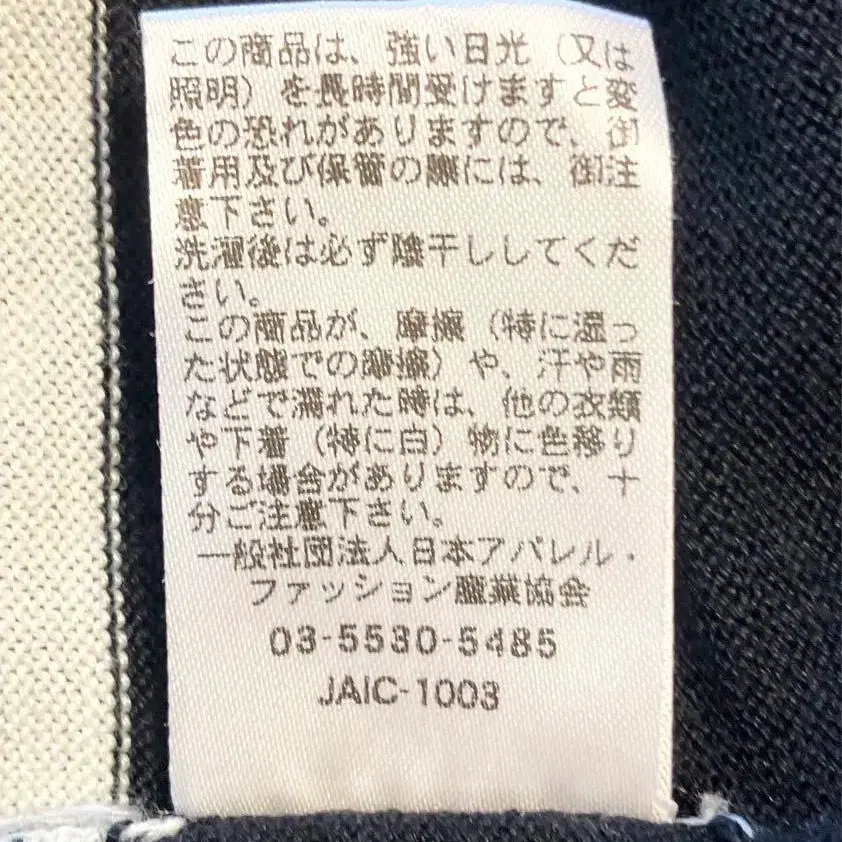 この商品は、強い日光（又は
照明）を長時間受けますと変
色の恐れがありますので、御
着用及び保管の際には、御注
意下さい。
洗濯後は必ず陰干ししてくだ
さい。
この商品が、摩擦（特に湿っ
た状態での摩擦）や、汗や雨
などで濡れた時は、他の衣類
や下着（特に白）物に色移り
する場合がありますので、十
分ご注意下さい。
一般社団法人日本アパレル・
ファッション産業協会
03-5530-5485
JAIC-1003